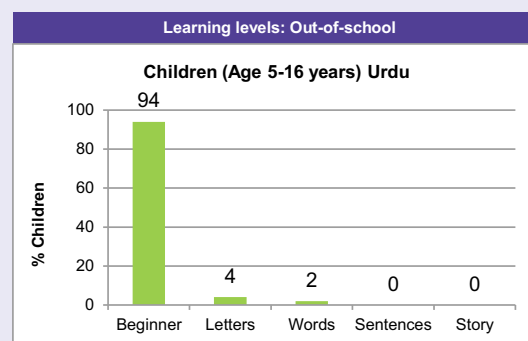 Learning levels: Out-of-school
Children (Age 5-16 years) Urdu
% Children
100
80
60
40
20
0
94
4
2
0
0
Beginner Letters Words Sentences Story